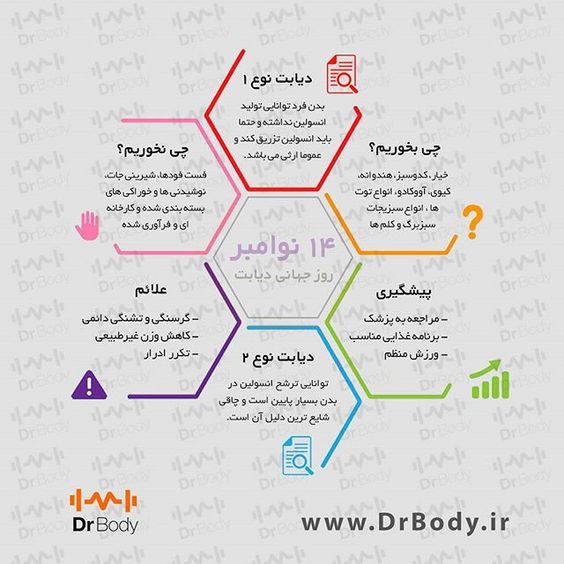 دیابت نوع ۱
بدن فرد توانایی تولید
انسولین نداشته و حتما
باید انسولین تزریق کند و
عموما ارثی می باشد.
چی بخوریم؟
خیار، کدوسبز، هندوانه،
کیوی، آووکادو، انواع توت
ها ، انواع سبزیجات
سبزبرگ و کلم ها
چی نخوریم؟
فست فودها، شیرینی جات،
نوشیدنی ها و خوراکی های
بسته بندی شده و کارخانه
ای و فرآوری شده
۱۴ نوامبر
روز جهانی دیابت
پیشگیری
- مراجعه به پزشک
- برنامه غذایی مناسب
- ورزش منظم
علائم
- گرسنگی و تشنگی دائمی
- کاهش وزن غیرطبیعی
- تکرر ادرار
دیابت نوع ۲
توانایی ترشح انسولین در
بدن بسیار پایین است و چاقی
شایع ترین دلیل آن است.
DrBody
www.DrBody.ir